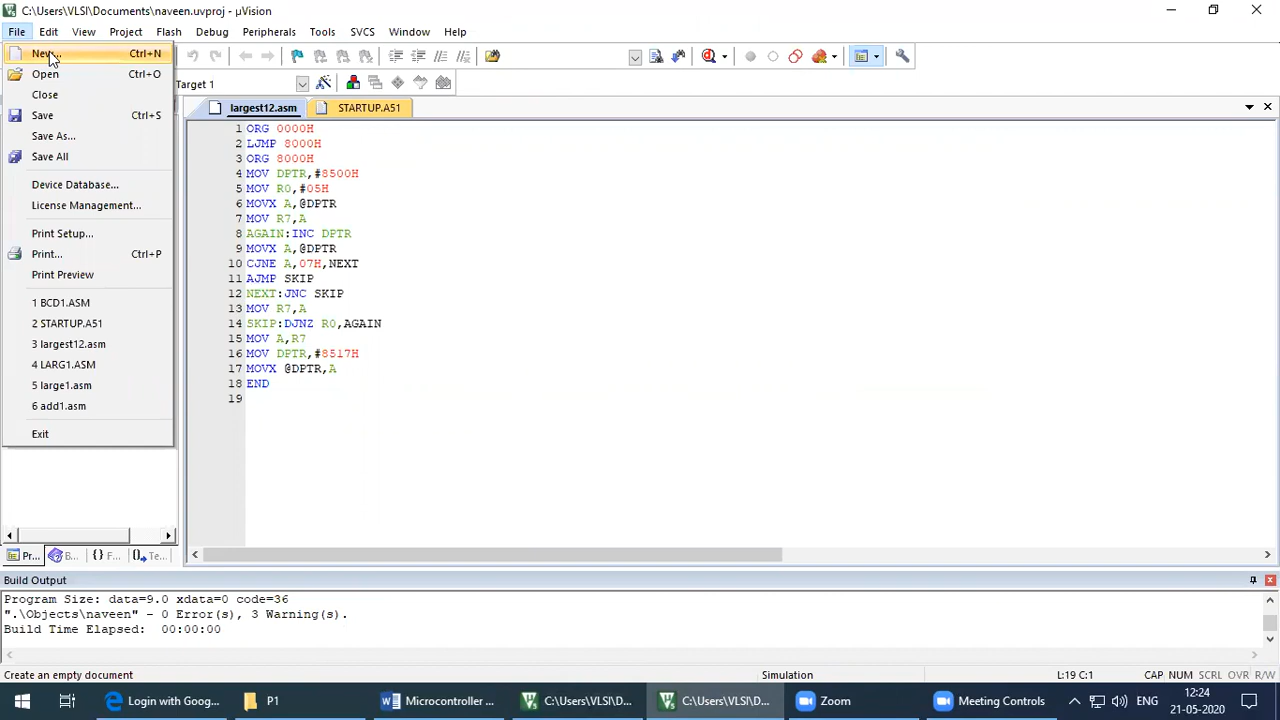 C:\Users\VLSI\Documents\naveen.uvproj - µVision
File Edit View Project Flash Debug Peripherals Tools SVCS Window Help
New... Ctrl+N
Open Ctrl+O
Close
Save Ctrl+S
Save As...
Save All
Device Database...
License Management...
Print Setup...
Print... Ctrl+P
Print Preview
1 BCD1.ASM
2 STARTUP.A51
3 largest12.asm
4 LARG1.ASM
5 large1.asm
6 add1.asm
Exit
Target 1
largest12.asm STARTUP.A51
1 ORG 0000H
2 LJMP 8000H
3 ORG 8000H
4 MOV DPTR,#8500H
5 MOV R0,#05H
6 MOVX A,@DPTR
7 MOV R7,A
8 AGAIN:INC DPTR
9 MOVX A,@DPTR
10 CJNE A,07H,NEXT
11 AJMP SKIP
12 NEXT:JNC SKIP
13 MOV R7,A
14 SKIP:DJNZ R0,AGAIN
15 MOV A,R7
16 MOV DPTR,#8517H
17 MOVX @DPTR,A
18 END
19
Pr... B... {} F... Te...
Build Output
Program Size: data=9.0 xdata=0 code=36
".\Objects\naveen" - 0 Error(s), 3 Warning(s).
Build Time Elapsed: 00:00:00
Create an empty document Simulation L:19 C:1 CAP NUM SCRL OVR R/W
Login with Goog... P1 Microcontroller ... C:\Users\VLSI\D... C:\Users\VLSI\D... Zoom Meeting Controls ENG 12:24
21-05-2020